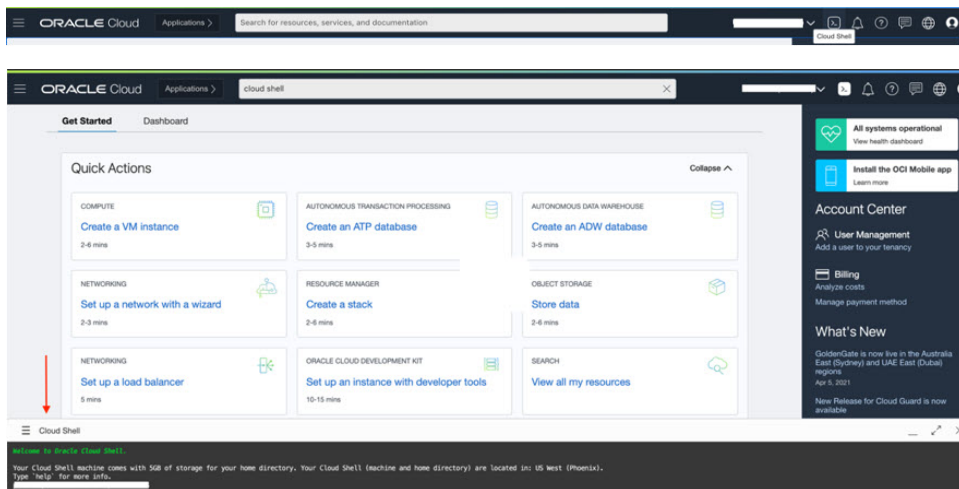 ORACLE Cloud Applications > Search for resources, services, and documentation
Cloud Shell
ORACLE Cloud Applications > cloud shell
Get Started Dashboard
Quick Actions Collapse
COMPUTE
Create a VM instance
2-6 mins
AUTONOMOUS TRANSACTION PROCESSING
Create an ATP database
3-5 mins
AUTONOMOUS DATA WAREHOUSE
Create an ADW database
3-5 mins
NETWORKING
Set up a network with a wizard
2-3 mins
RESOURCE MANAGER
Create a stack
2-6 mins
OBJECT STORAGE
Store data
2-6 mins
NETWORKING
Set up a load balancer
5 mins
ORACLE CLOUD DEVELOPMENT KIT
Set up an instance with developer tools
10-15 mins
SEARCH
View all my resources
All systems operational
View health dashboard
Install the OCI Mobile app
Learn more
Account Center
User Management
Add a user to your tenancy
Billing
Analyze costs
Manage payment method
What's New
GoldenGate is now live in the Australia
East (Sydney) and UAE East (Dubai)
regions
Apr 5, 2021
New Release for Cloud Guard is now
available
Cloud Shell
Welcome to Oracle Cloud Shell.
Your Cloud Shell machine comes with 5GB of storage for your home directory. Your Cloud Shell (machine and home directory) are located in: US West (Phoenix).
Type `help` for more info.